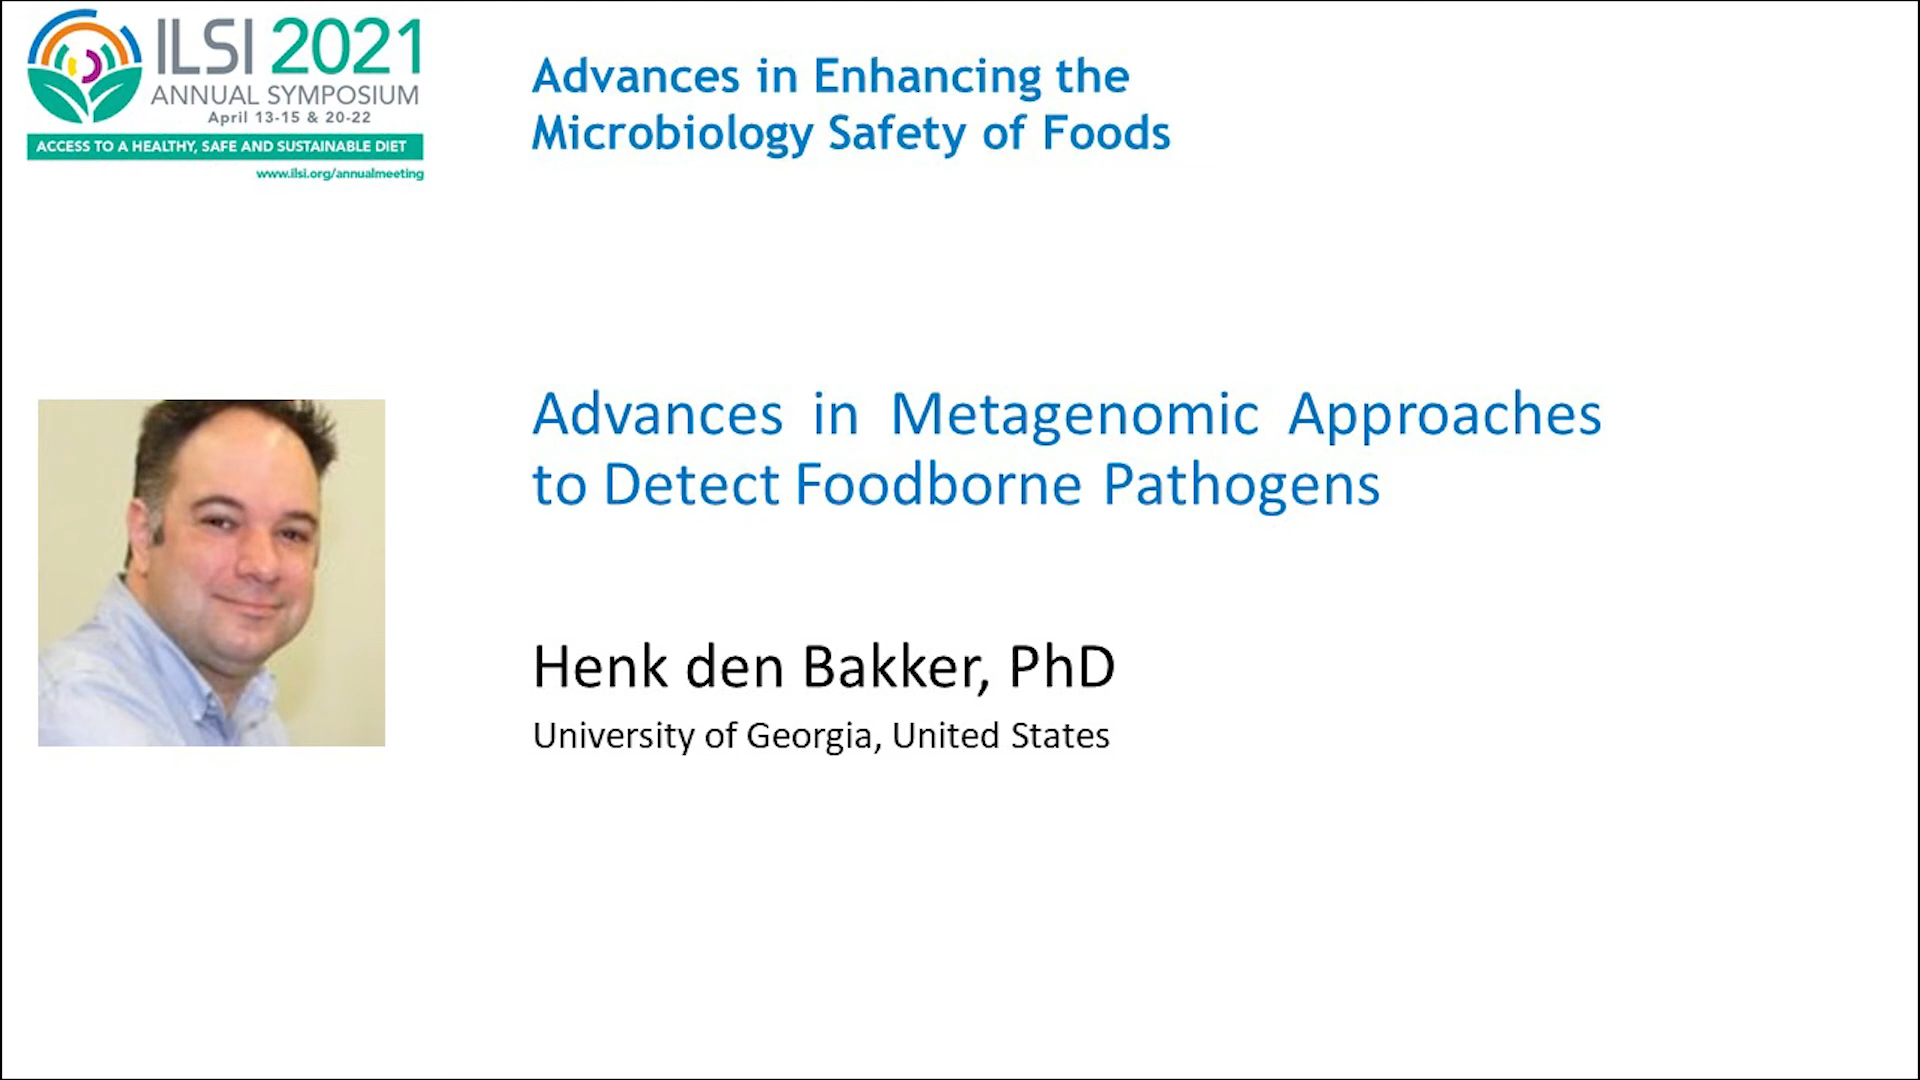 ILSI 2021
ANNUAL SYMPOSIUM
April 13-15 & 20-22
ACCESS TO A HEALTHY, SAFE AND SUSTAINABLE DIET
www.ilsi.org/annualmeeting
Advances in Enhancing the
Microbiology Safety of Foods
Advances in Metagenomic Approaches
to Detect Foodborne Pathogens
Henk den Bakker, PhD
University of Georgia, United States